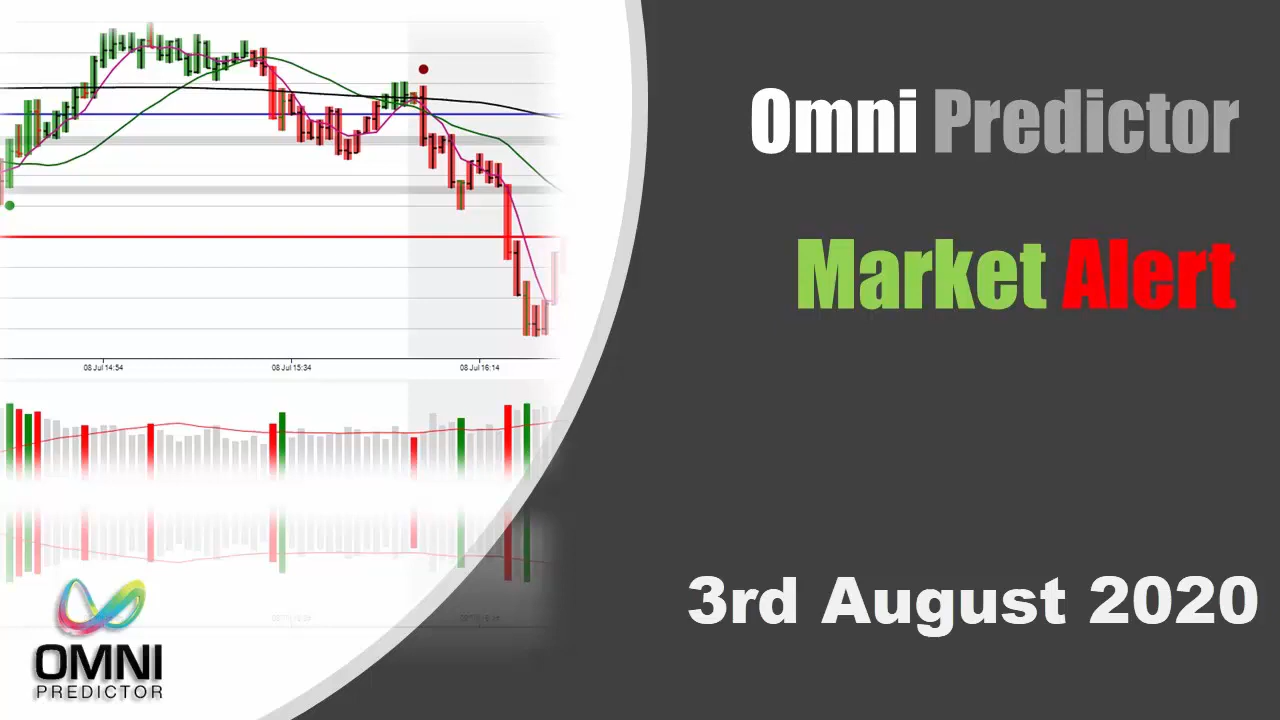 Omni Predictor
Market Alert
08 Jul 14:54
08 Jul 15:34
08 Jul 16:14
3rd August 2020
OMNI
PREDICTOR